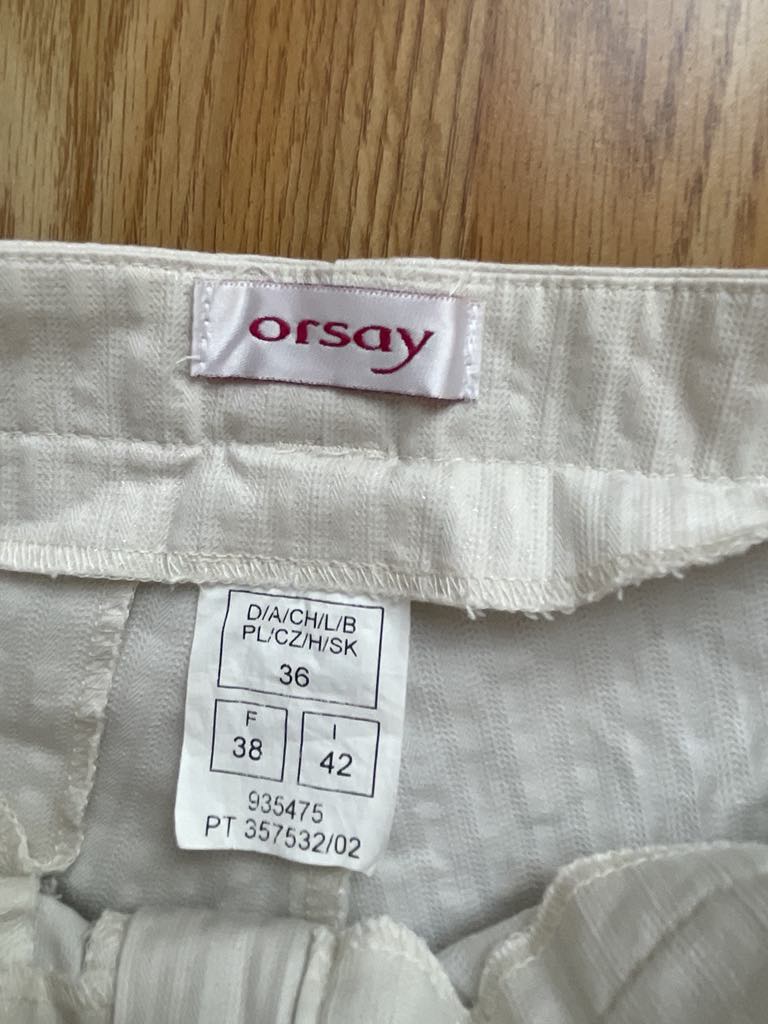 orsay
D/A/CH/L/B
PL/CZ/H/SK
36
F
38
I
42
935475
PT 357532/02